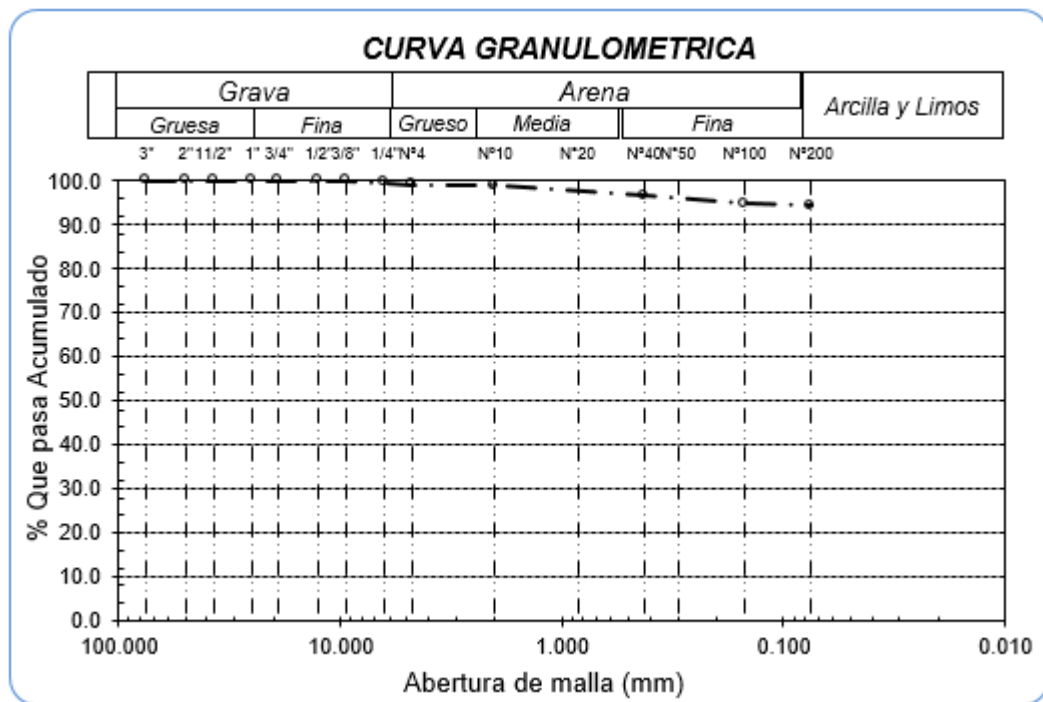 CURVA GRANULOMETRICA
Grava Arena Arcilla y Limos
Gruesa Fina Grueso Media Fina
3" 2" 11/2" 1" 3/4" 1/2" 3/8" 1/4" Nº4 Nº10 N°20 Nº40 N°50 Nº100 Nº200
100.0
90.0
80.0
70.0
60.0
50.0
40.0
30.0
20.0
10.0
0.0
% Que pasa Acumulado
100.000 10.000 1.000 0.100 0.010
Abertura de malla (mm)